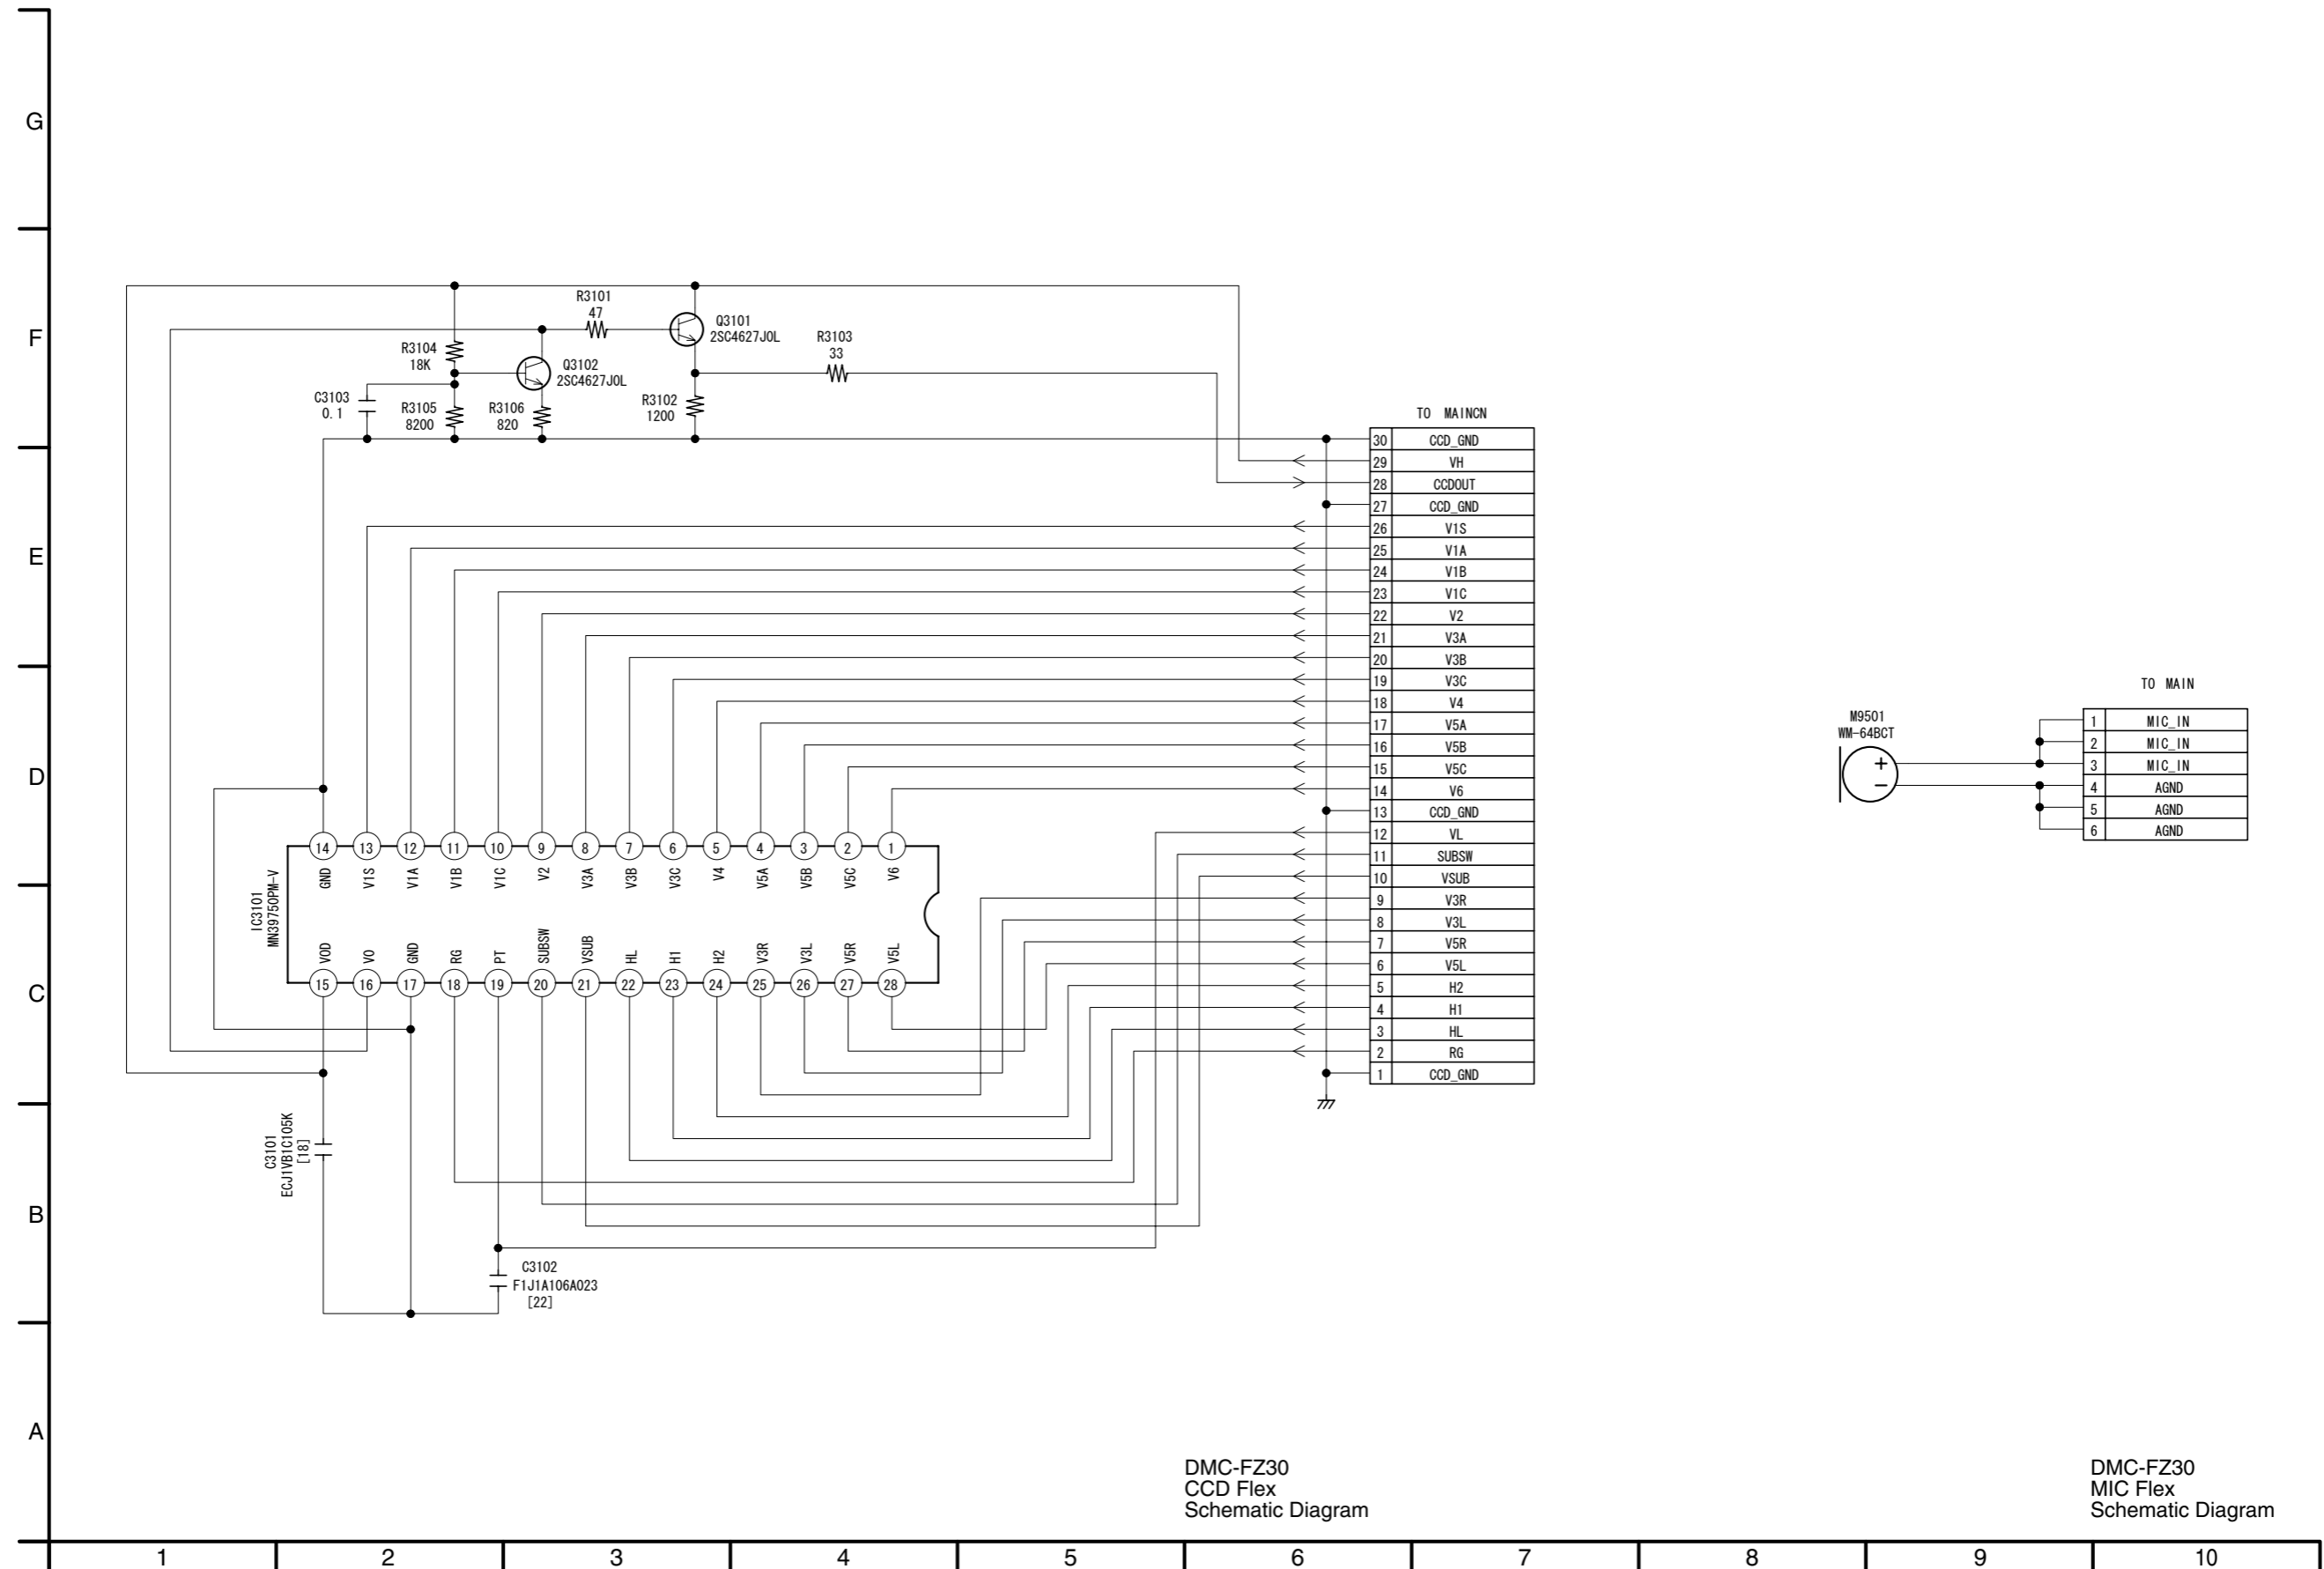 G
F
E
D
C
B
A
R3101
47
Q3101
2SC4627J0L
R3103
33
R3104
18K
Q3102
2SC4627J0L
C3103
0.1
R3105
8200
R3106
820
R3102
1200
TO MAINCN
30 CCD_GND
29 VH
28 CCDOUT
27 CCD_GND
26 V1S
25 V1A
24 V1B
23 V1C
22 V2
21 V3A
20 V3B
19 V3C
18 V4
17 V5A
16 V5B
15 V5C
14 V6
13 CCD_GND
12 VL
11 SUBSW
10 VSUB
9 V3R
8 V3L
7 V5R
6 V5L
5 H2
4 H1
3 HL
2 RG
1 CCD_GND
14 13 12 11 10 9 8 7 6 5 4 3 2 1
GND V1S V1A V1B V1C V2 V3A V3B V3C V4 V5A V5B V5C V6
IC3101
MN39750PM-V
VOD VO GND RG PT SUBSW VSUB HL H1 H2 V3R V3L V5R V5L
15 16 17 18 19 20 21 22 23 24 25 26 27 28
C3101
ECJ1VB1C105K
[18]
C3102
F1J1A106A023
[22]
M9501
WM-64BCT
+
−
TO MAIN
1 MIC_IN
2 MIC_IN
3 MIC_IN
4 AGND
5 AGND
6 AGND
DMC-FZ30
CCD Flex
Schematic Diagram
DMC-FZ30
MIC Flex
Schematic Diagram
1 2 3 4 5 6 7 8 9 10